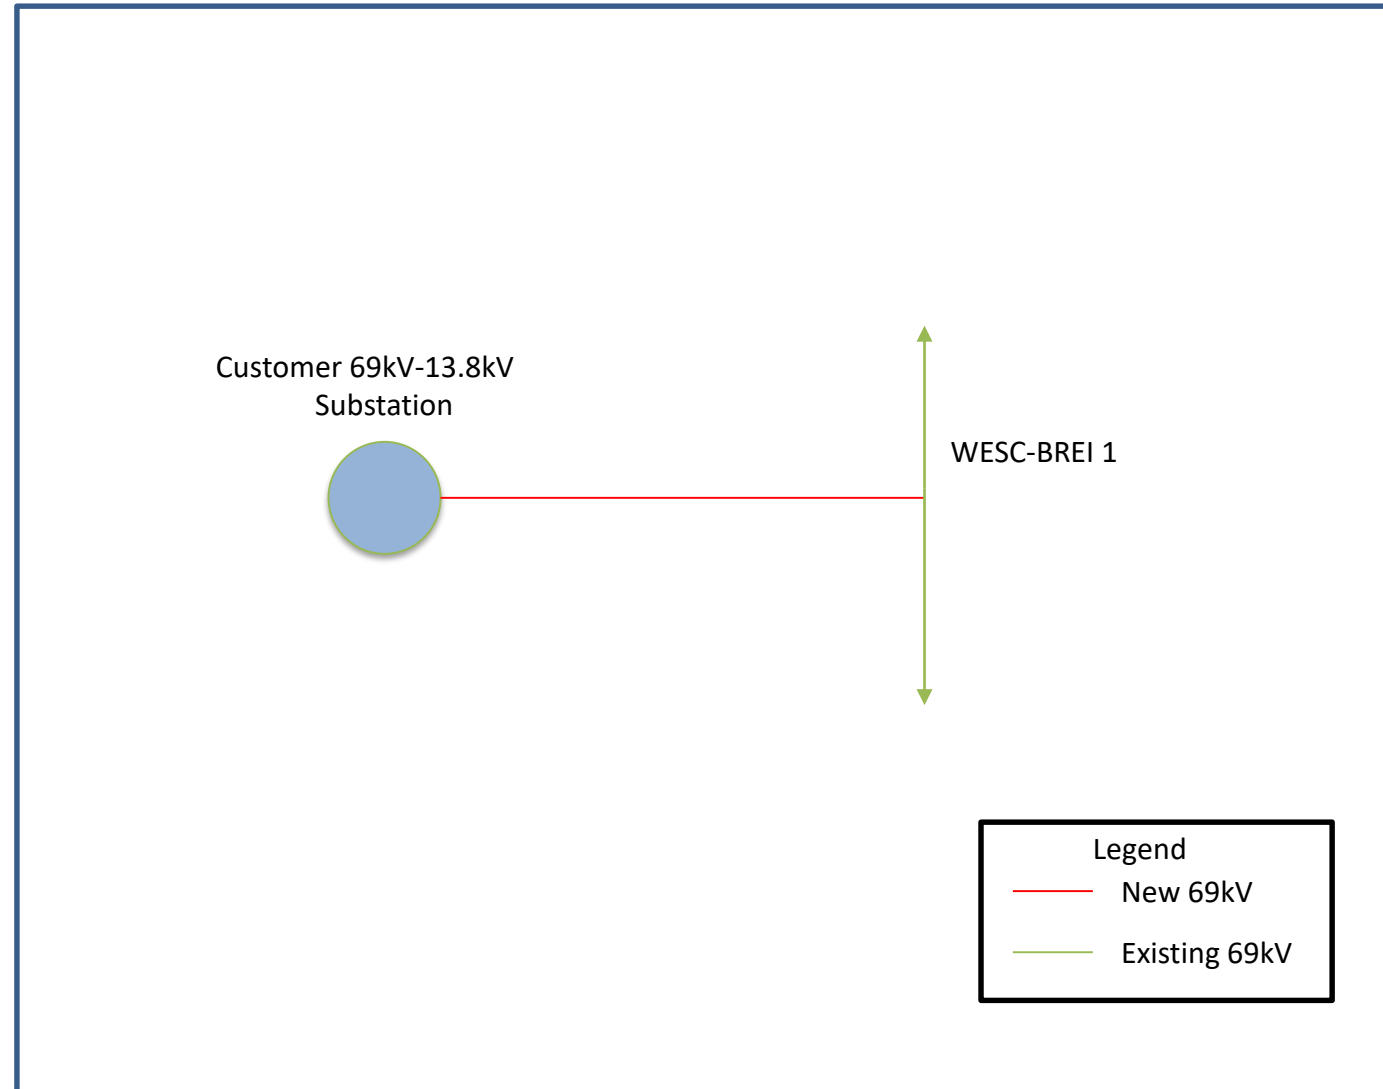 Customer 69kV-13.8kV
Substation
WESC-BREI 1
Legend
New 69kV
Existing 69kV